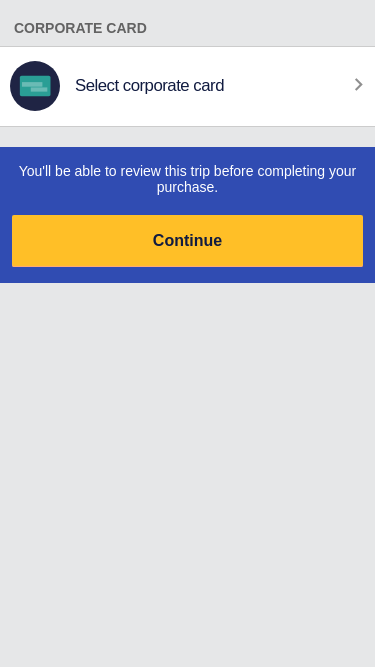 CORPORATE CARD
Select corporate card
You'll be able to review this trip before completing your
purchase.
Continue